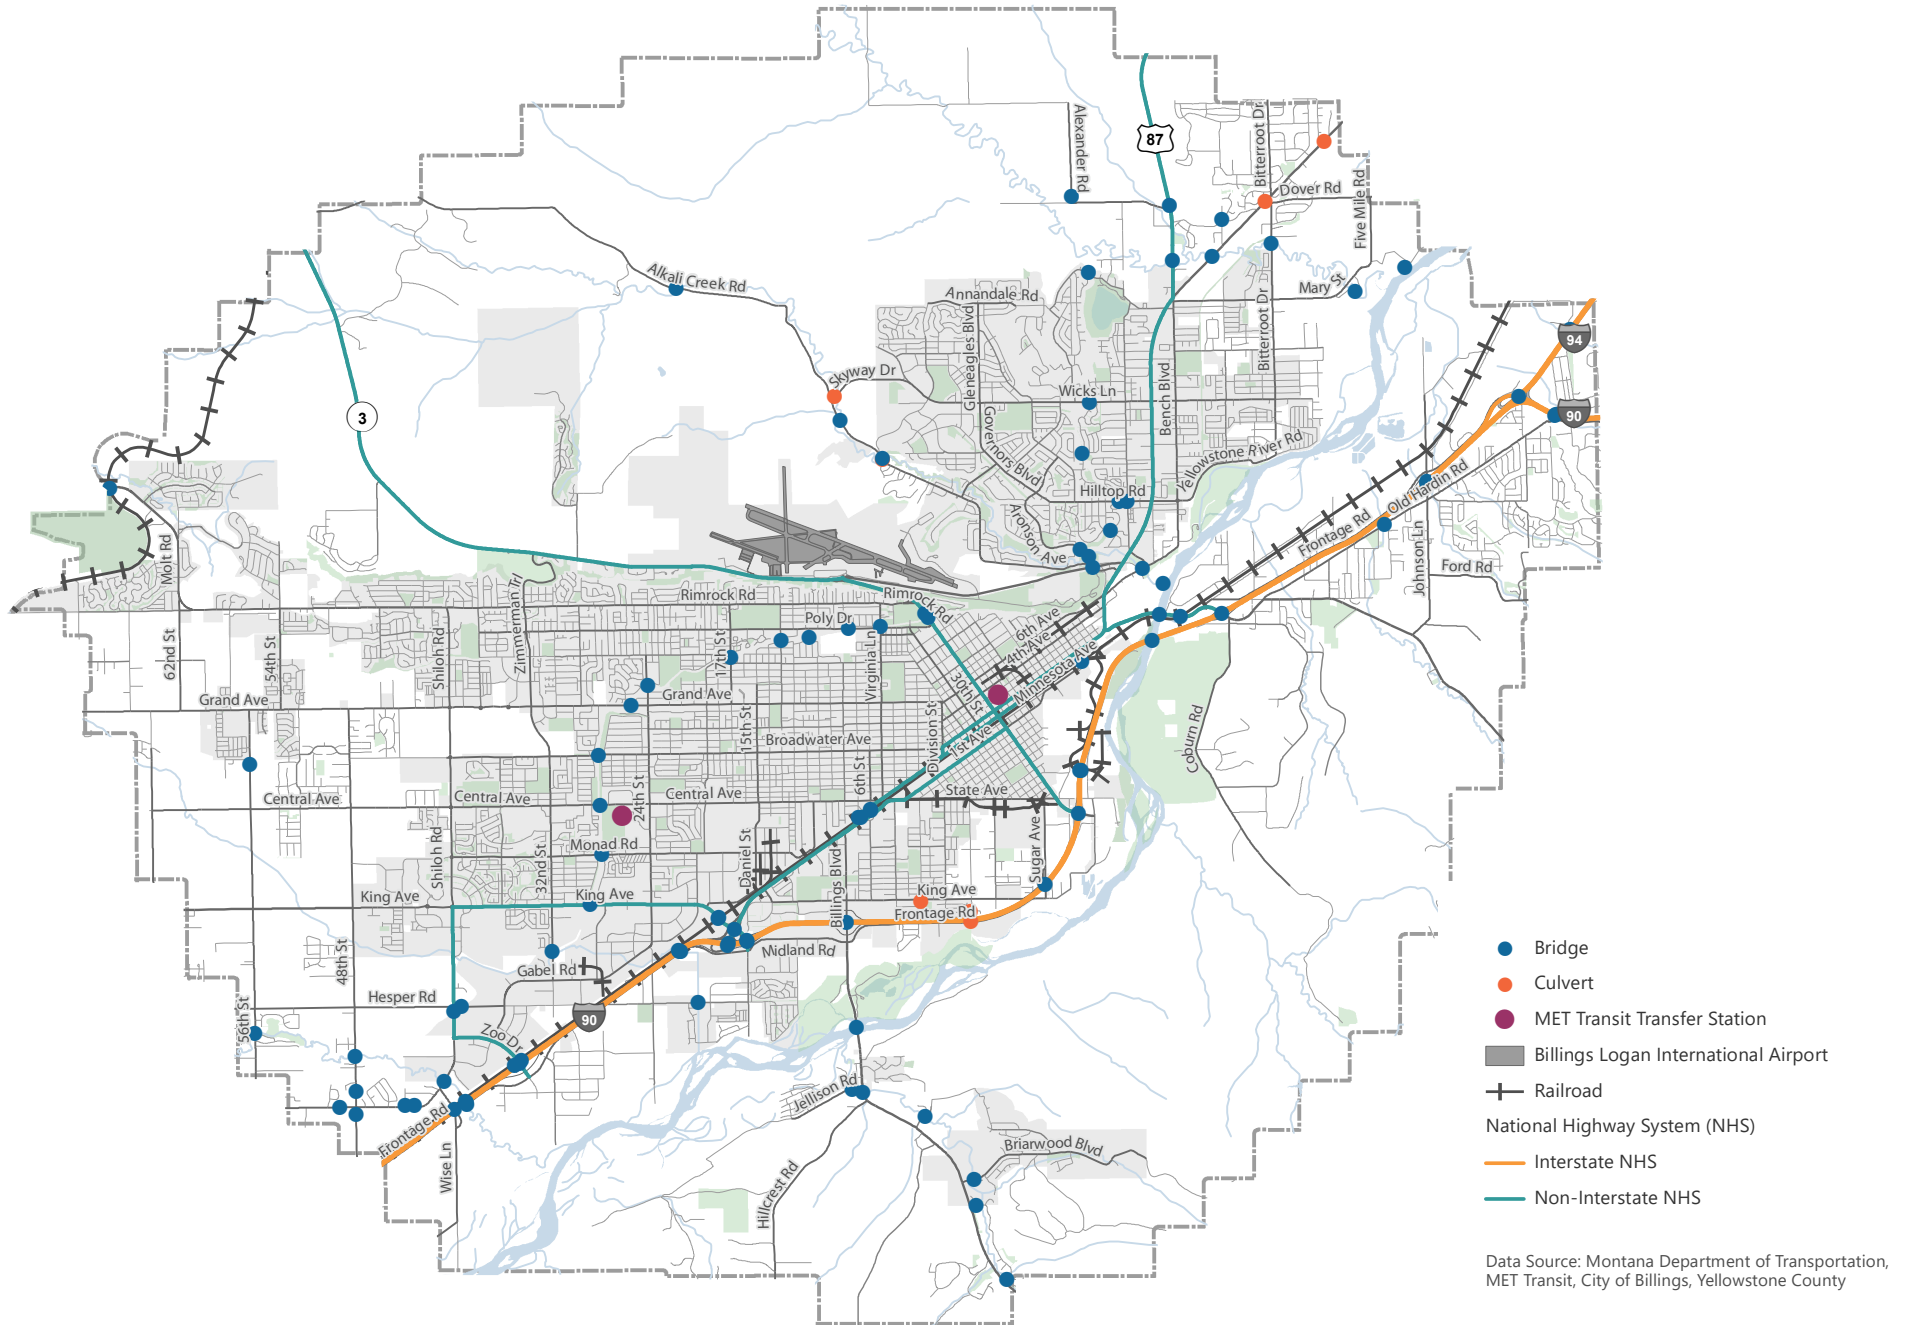 87
Alexander Rd
Bitterroot Dr
Dover Rd
Five Mile Rd
Alkali Creek Rd
Annandale Rd
Mary St
Gleneagles Blvd
Bitterroot Dr
94
Skyway Dr
Bench Blvd
Wicks Ln
3
90
Governors Blvd
Yellowstone River Rd
Hilltop Rd
Old Hardin Rd
Aronson Ave
Frontage Rd
Molt Rd
Johnson Ln
Ford Rd
Rimrock Rd
Rimrock Rd
Zimmerman Tr
Poly Dr
6th Ave
4th Ave
62nd St
54th St
Shiloh Rd
17th St
Virginia Ln
Minnesota Ave
30th St
Grand Ave
Grand Ave
15th St
Division St
Broadwater Ave
1st Ave
Coburn Rd
Central Ave
Central Ave
24th St
Central Ave
6th St
State Ave
Shiloh Rd
32nd St
Monad Rd
Daniel St
Billings Blvd
Sugar Ave
King Ave
King Ave
King Ave
Frontage Rd
48th St
Gabel Rd
Midland Rd
Hesper Rd
56th St
90
Zoo Dr
Frontage Rd
Jellison Rd
Wise Ln
Hillcrest Rd
Briarwood Blvd
Bridge
Culvert
MET Transit Transfer Station
Billings Logan International Airport
Railroad
National Highway System (NHS)
Interstate NHS
Non-Interstate NHS
Data Source: Montana Department of Transportation,
MET Transit, City of Billings, Yellowstone County